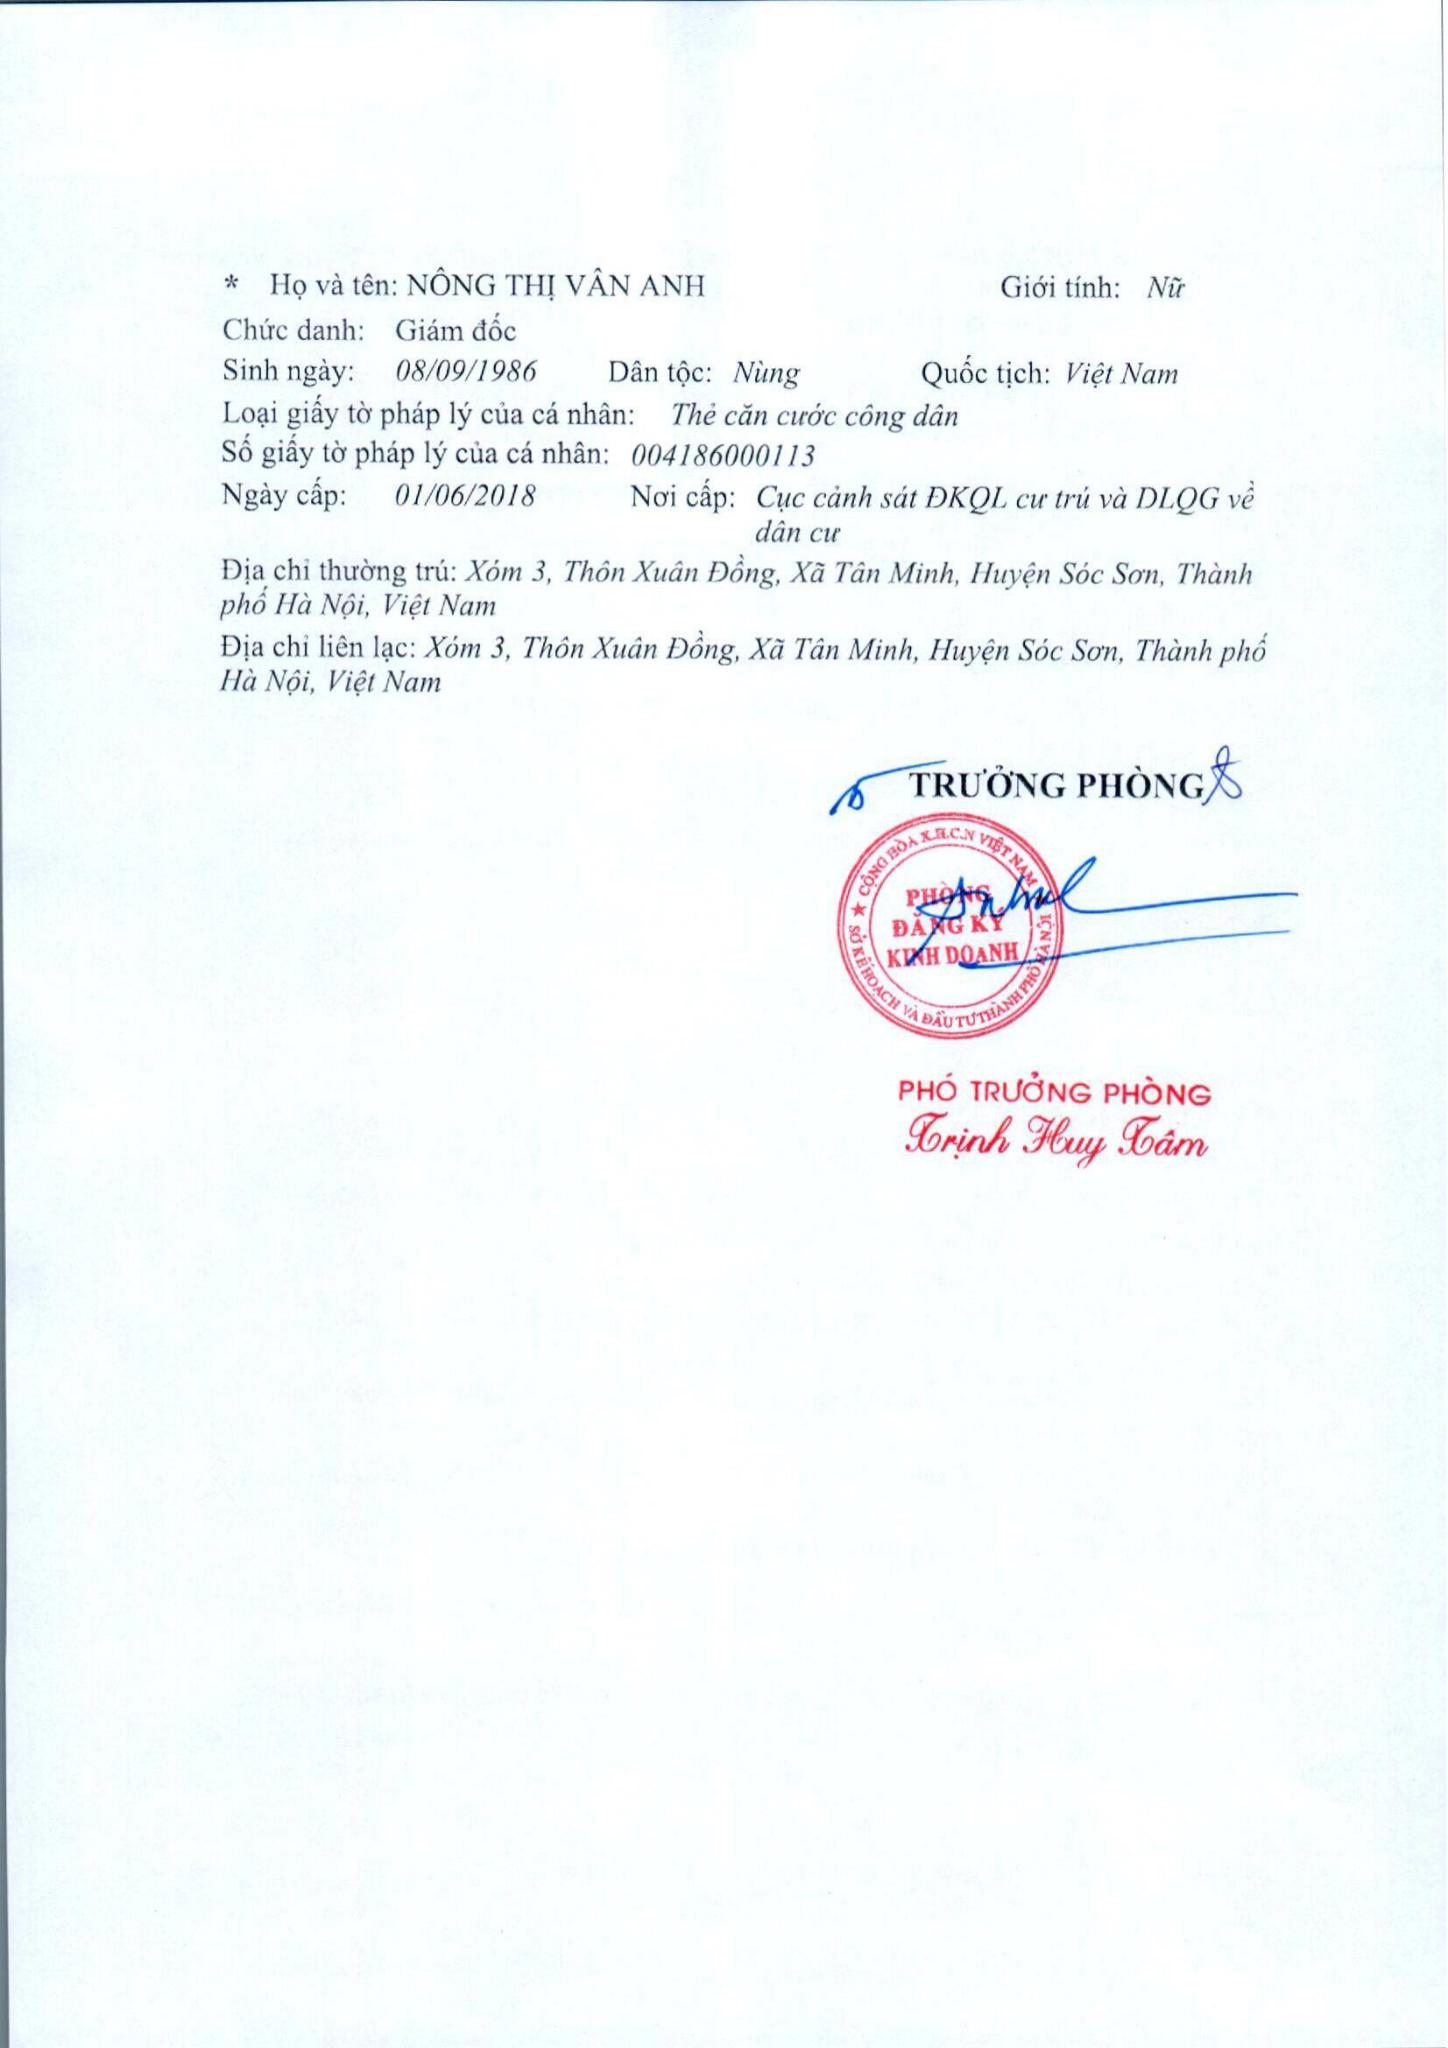 * Họ và tên: NÔNG THỊ VÂN ANH Giới tính: Nữ
Chức danh: Giám đốc
Sinh ngày: 08/09/1986 Dân tộc: Nùng Quốc tịch: Việt Nam
Loại giấy tờ pháp lý của cá nhân: Thẻ căn cước công dân
Số giấy tờ pháp lý của cá nhân: 004186000113
Ngày cấp: 01/06/2018 Nơi cấp: Cục cảnh sát ĐKQL cư trú và DLQG về
dân cư
Địa chỉ thường trú: Xóm 3, Thôn Xuân Đồng, Xã Tân Minh, Huyện Sóc Sơn, Thành
phố Hà Nội, Việt Nam
Địa chỉ liên lạc: Xóm 3, Thôn Xuân Đồng, Xã Tân Minh, Huyện Sóc Sơn, Thành phố
Hà Nội, Việt Nam
TRƯỞNG PHÒNG
CỘNG HÒA X.H.C.N VIỆT NAM
PHÒNG
ĐĂNG KÝ
KINH DOANH
SỞ KẾ HOẠCH VÀ ĐẦU TƯ THÀNH PHỐ HÀ NỘI
PHÓ TRƯỞNG PHÒNG
Trịnh Huy Tâm